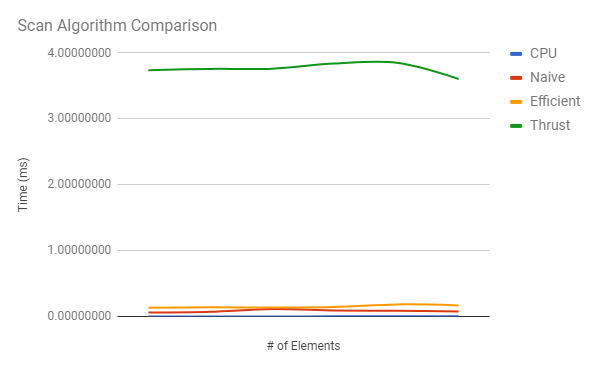 Scan Algorithm Comparison
4.00000000
3.00000000
2.00000000
1.00000000
0.00000000
Time (ms)
# of Elements
CPU
Naive
Efficient
Thrust